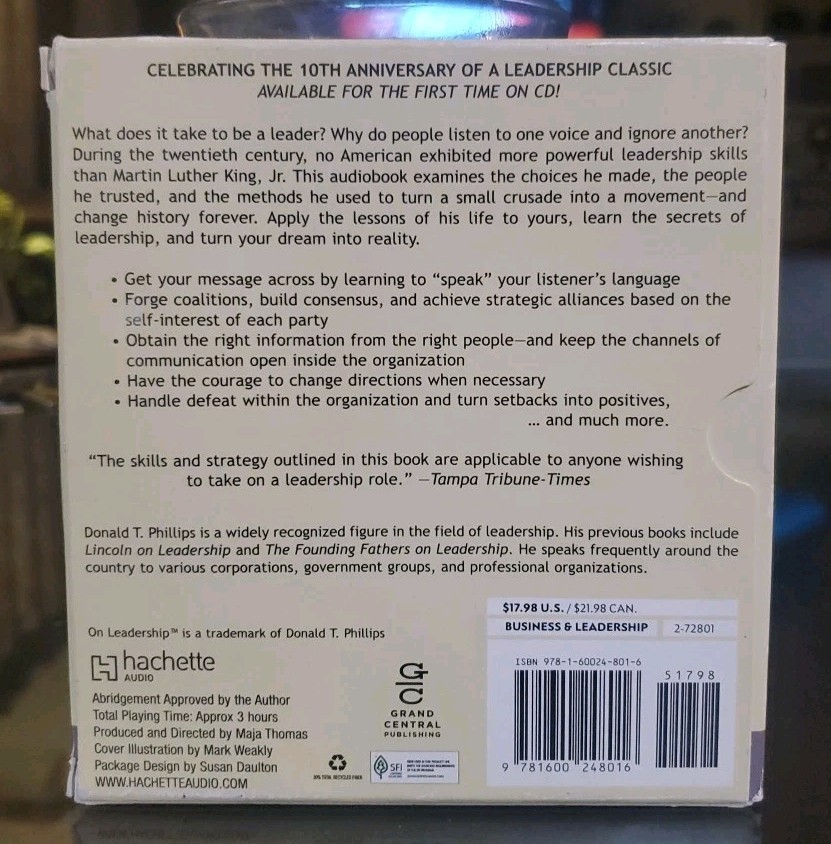 CELEBRATING THE 10TH ANNIVERSARY OF A LEADERSHIP CLASSIC
AVAILABLE FOR THE FIRST TIME ON CD!
What does it take to be a leader? Why do people listen to one voice and ignore another?
During the twentieth century, no American exhibited more powerful leadership skills
than Martin Luther King, Jr. This audiobook examines the choices he made, the people
he trusted, and the methods he used to turn a small crusade into a movement—and
change history forever. Apply the lessons of his life to yours, learn the secrets of
leadership, and turn your dream into reality.
• Get your message across by learning to “speak” your listener’s language
• Forge coalitions, build consensus, and achieve strategic alliances based on the
self-interest of each party
• Obtain the right information from the right people—and keep the channels of
communication open inside the organization
• Have the courage to change directions when necessary
• Handle defeat within the organization and turn setbacks into positives,
... and much more.
“The skills and strategy outlined in this book are applicable to anyone wishing
to take on a leadership role.” —Tampa Tribune-Times
Donald T. Phillips is a widely recognized figure in the field of leadership. His previous books include
Lincoln on Leadership and The Founding Fathers on Leadership. He speaks frequently around the
country to various corporations, government groups, and professional organizations.
On Leadership™ is a trademark of Donald T. Phillips
hachette
AUDIO
Abridgement Approved by the Author
Total Playing Time: Approx 3 hours
Produced and Directed by Maja Thomas
Cover Illustration by Mark Weakly
Package Design by Susan Daulton
WWW.HACHETTEAUDIO.COM
GRAND
CENTRAL
PUBLISHING
SFI
$17.98 U.S. / $21.98 CAN.
BUSINESS & LEADERSHIP 2-72801
ISBN 978-1-60024-801-6
51798
9 781600 248016